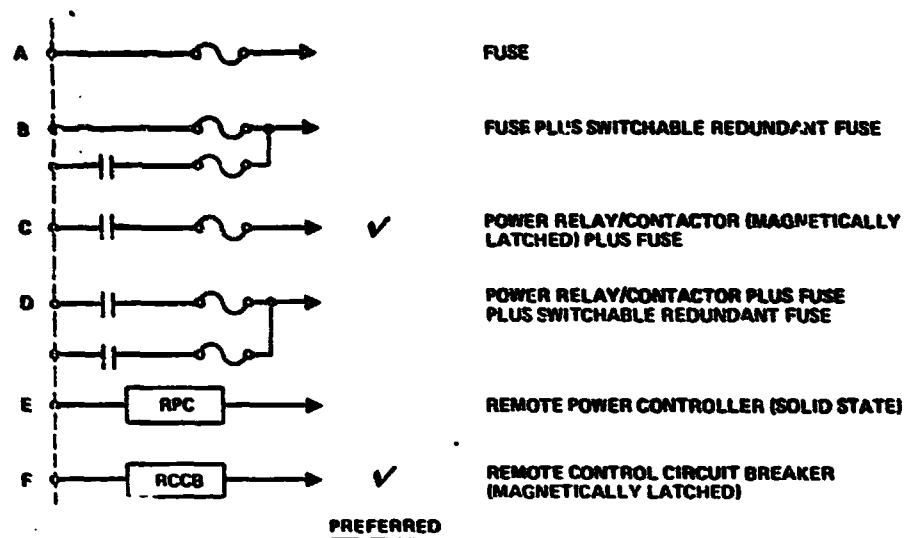 A FUSE
B FUSE PLUS SWITCHABLE REDUNDANT FUSE
C ✓ POWER RELAY/CONTACTOR (MAGNETICALLY
LATCHED) PLUS FUSE
D POWER RELAY/CONTACTOR PLUS FUSE
PLUS SWITCHABLE REDUNDANT FUSE
E RPC REMOTE POWER CONTROLLER (SOLID STATE)
F RCCB ✓ REMOTE CONTROL CIRCUIT BREAKER
(MAGNETICALLY LATCHED)
PREFERRED